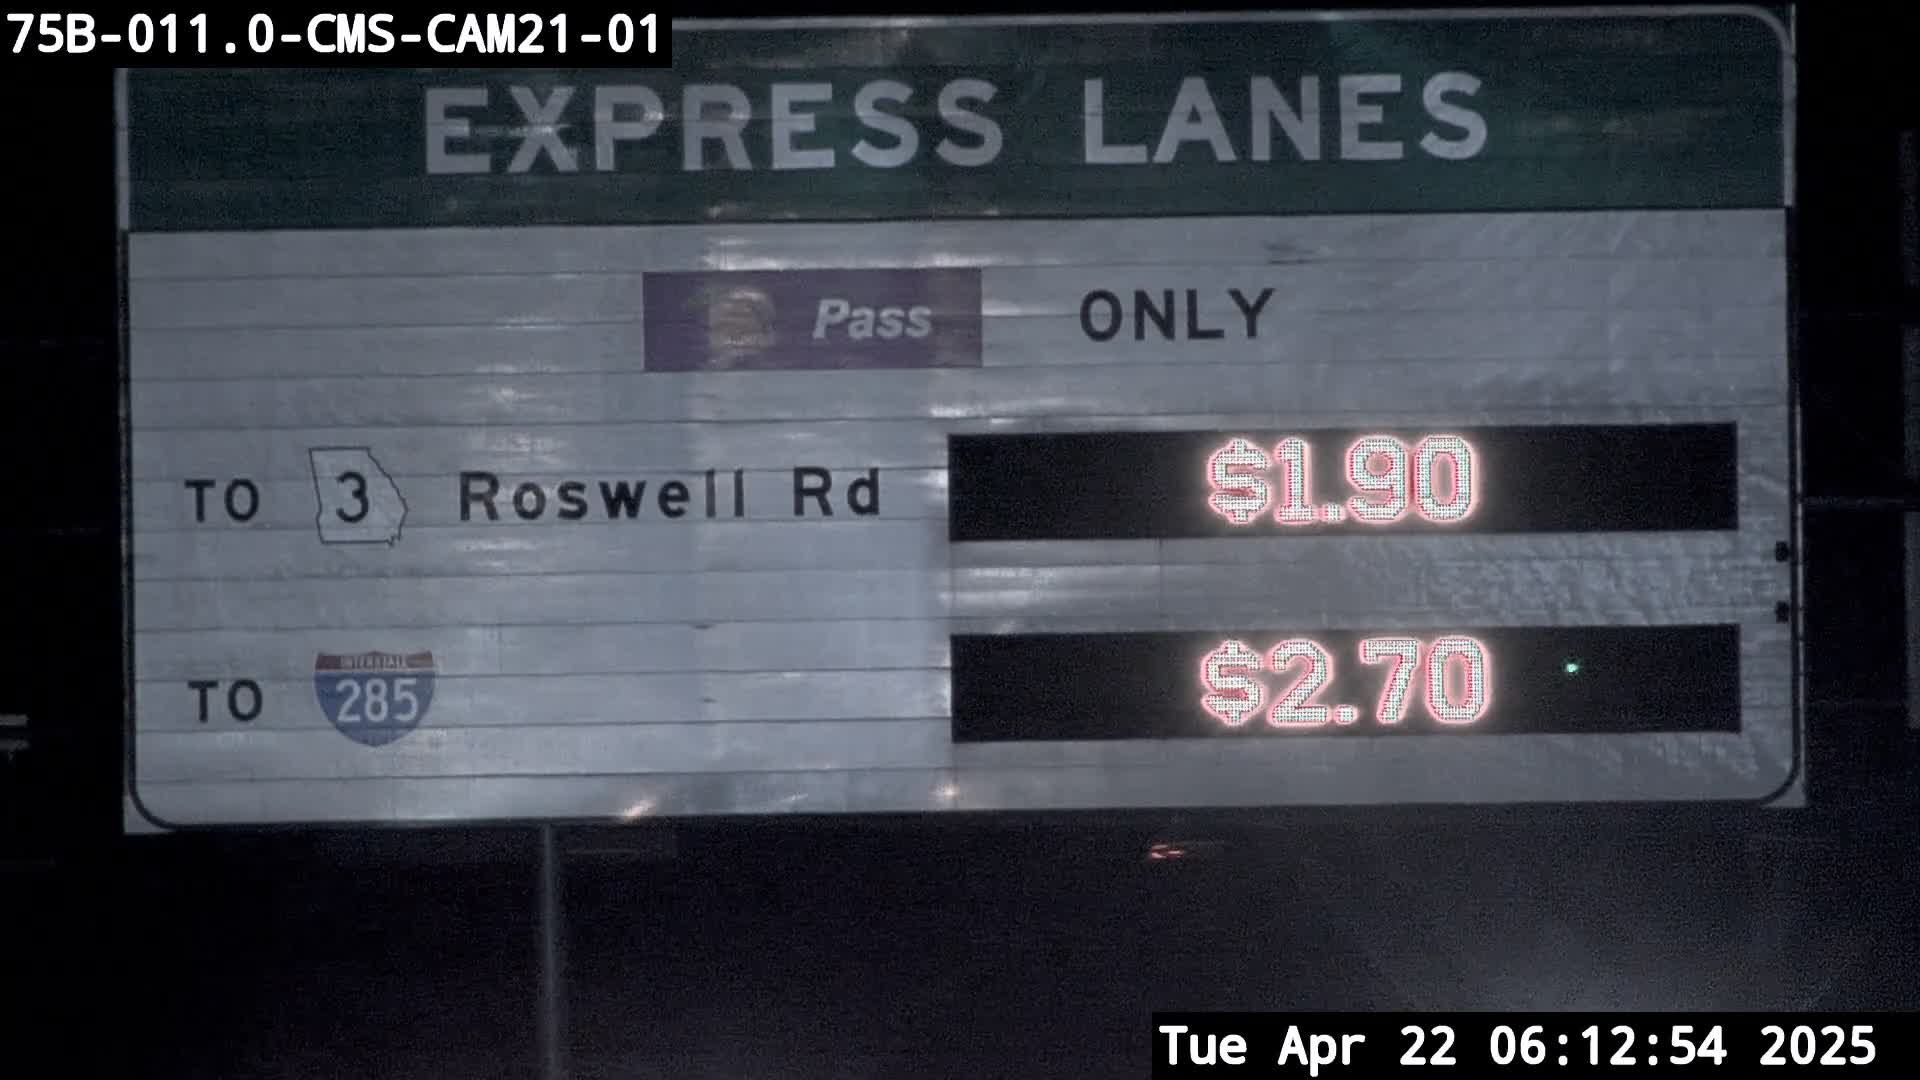 75B-011.0-CMS-CAM21-01
EXPRESS LANES
Pass ONLY
TO 3 Roswell Rd $1.90
INTERSTATE
TO 285 $2.70
Tue Apr 22 06:12:54 2025